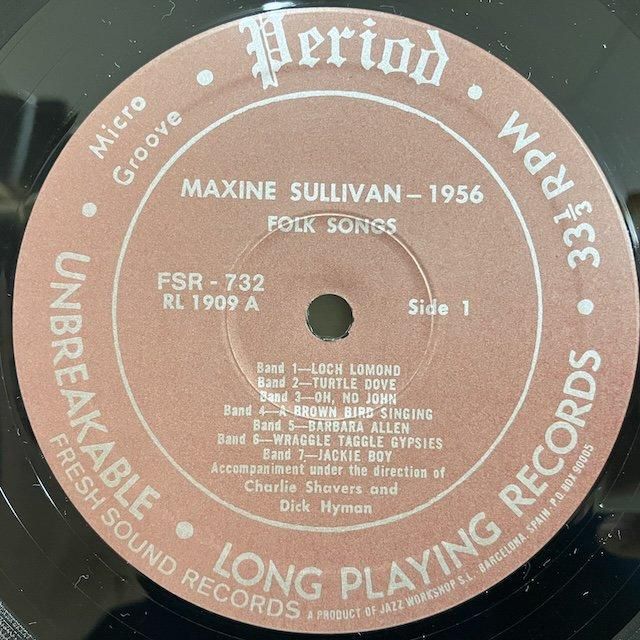 Period
Micro
Groove
33⅓ RPM
MAXINE SULLIVAN — 1956
FOLK SONGS
FSR - 732
RL 1909 A
Side 1
Band 1—LOCH LOMOND
Band 2—TURTLE DOVE
Band 3—OH, NO JOHN
Band 4—A BROWN BIRD SINGING
Band 5—BARBARA ALLEN
Band 6—WRAGGLE TAGGLE GYPSIES
Band 7—JACKIE BOY
Accompaniment under the direction of
Charlie Shavers and
Dick Hyman
UNBREAKABLE
LONG PLAYING RECORDS
FRESH SOUND RECORDS
A PRODUCT OF JAZZ WORKSHOP S.L. BARCELONA, SPAIN. P.O. BOX 60005